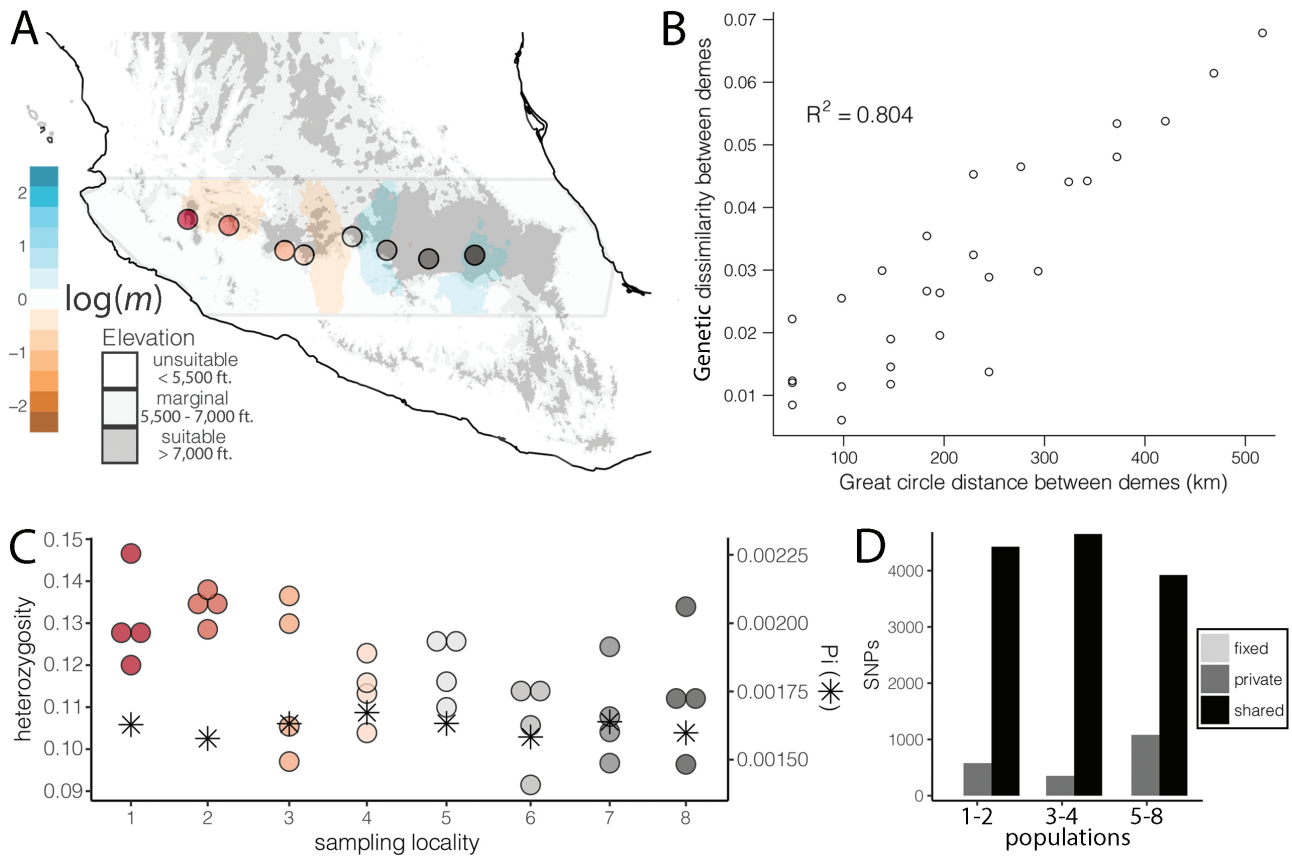 A
2
1
0
−1
−2
log(m)
Elevation
unsuitable
< 5,500 ft.
marginal
5,500 - 7,000 ft.
suitable
> 7,000 ft.
B
Genetic dissimilarity between demes
0.07
0.06
0.05
0.04
0.03
0.02
0.01
R² = 0.804
100 200 300 400 500
Great circle distance between demes (km)
C
heterozygosity
0.15
0.14
0.13
0.12
0.11
0.10
0.09
1 2 3 4 5 6 7 8
sampling locality
0.00225
0.00200
0.00175
0.00150
Pi (✳)
D
SNPs
4000
3000
2000
1000
0
1-2 3-4 5-8
populations
fixed
private
shared